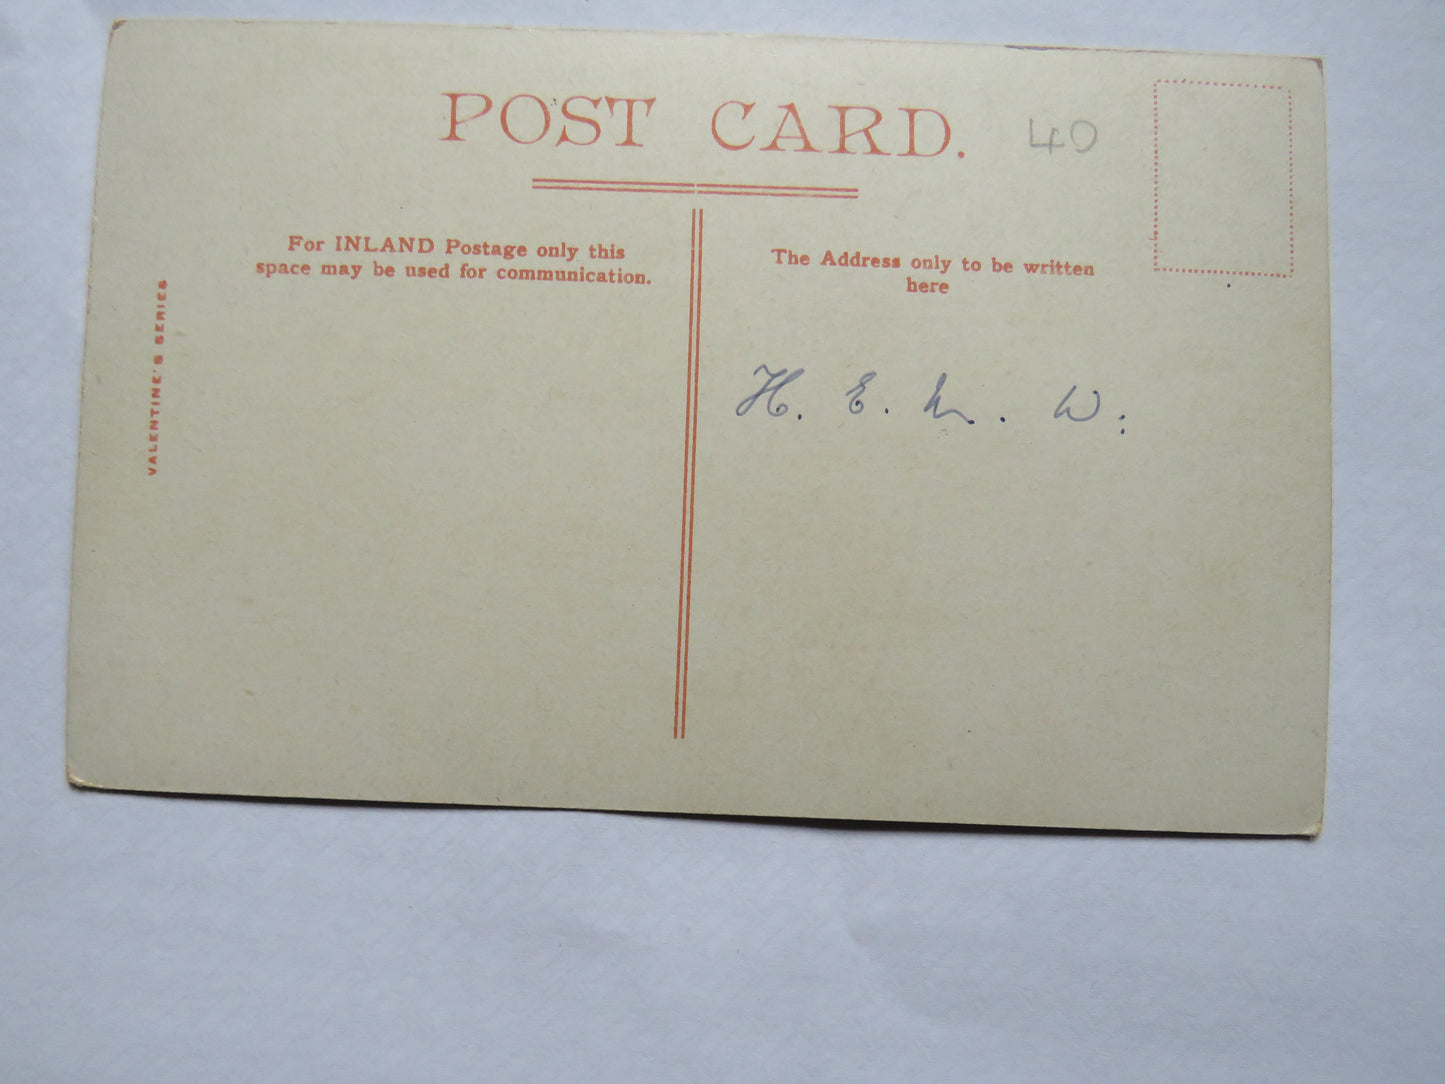 POST CARD.
40
For INLAND Postage only this
space may be used for communication.
The Address only to be written
here
VALENTINE'S SERIES
H. E. M. W.